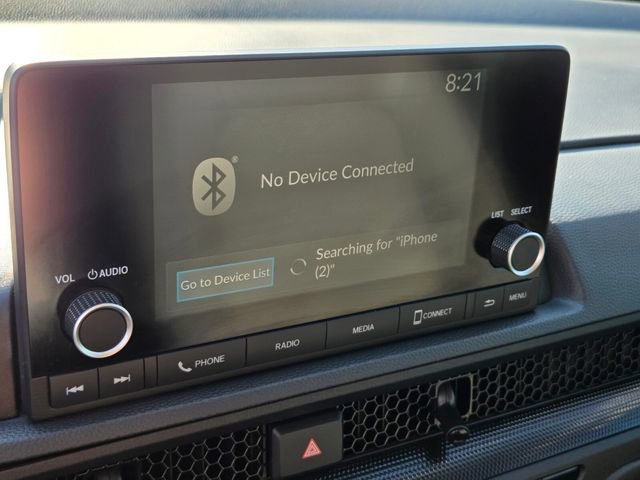 8:21
®
No Device Connected
LIST SELECT
Searching for "iPhone
(2)"
Go to Device List
VOL AUDIO
CONNECT
MENU
MEDIA
RADIO
PHONE